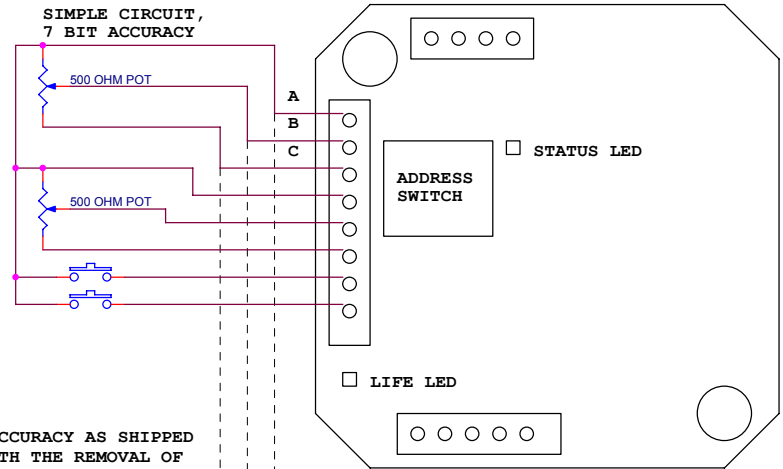 SIMPLE CIRCUIT,
7 BIT ACCURACY
500 OHM POT
A
B
C
STATUS LED
ADDRESS
SWITCH
500 OHM POT
LIFE LED
CCURACY AS SHIPPED
TH THE REMOVAL OF